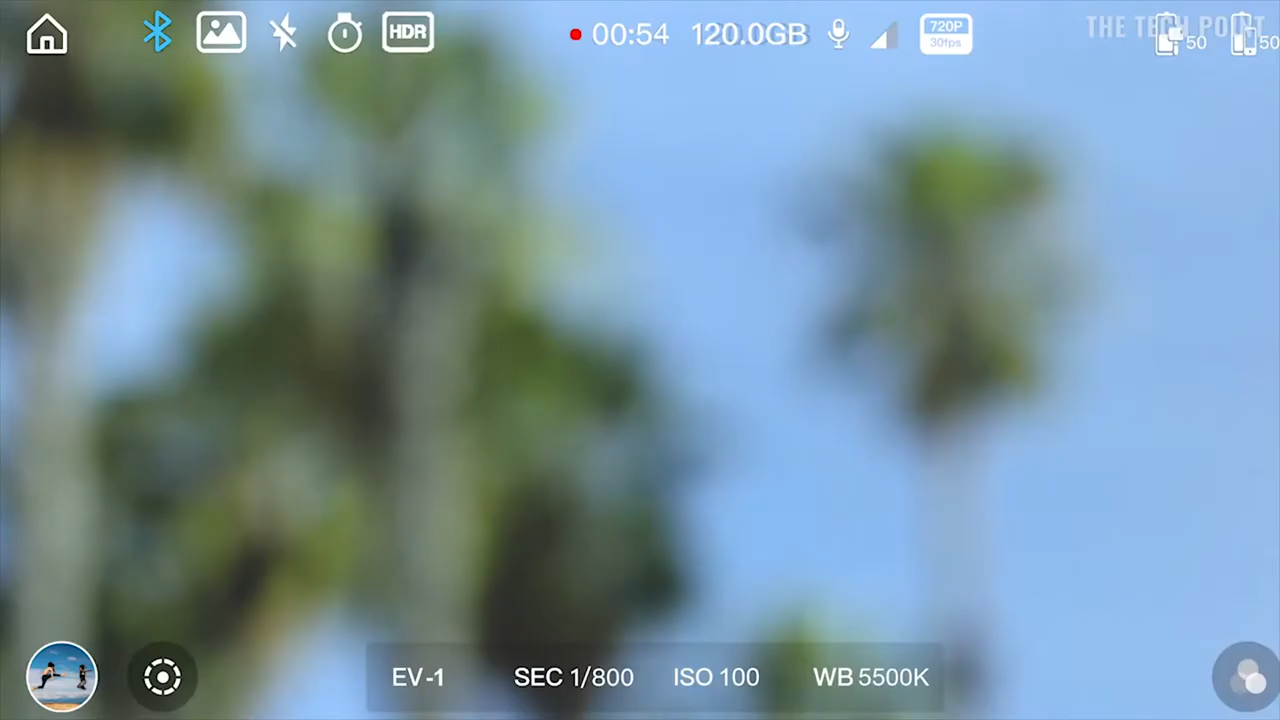 HDR
00:54 120.0GB
720P
30fps
THE TECH POINT
50
50
EV-1 SEC 1/800 ISO 100 WB 5500K